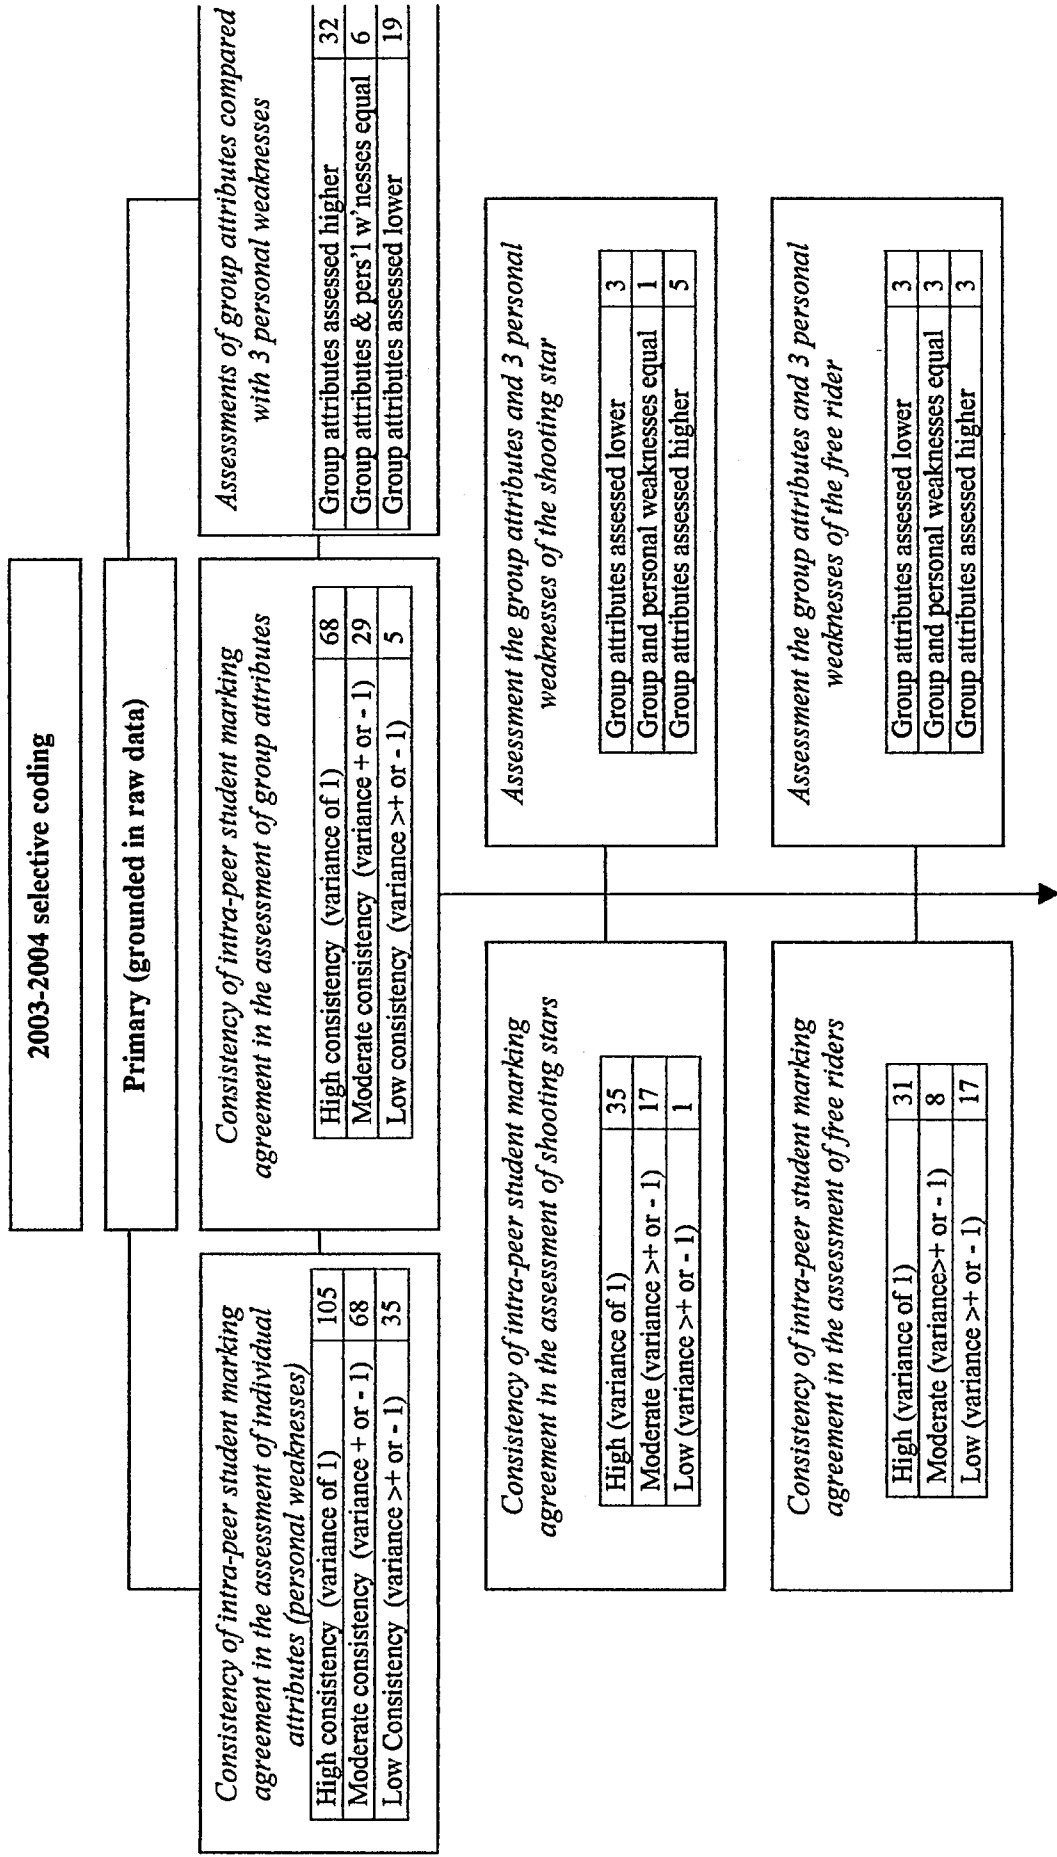 2003-2004 selective coding
Primary (grounded in raw data)
Consistency of intra-peer student marking
agreement in the assessment of individual
attributes (personal weaknesses)
High consistency (variance of 1) 105
Moderate consistency (variance + or - 1) 68
Low Consistency (variance >+ or - 1) 35
Consistency of intra-peer student marking
agreement in the assessment of group attributes
High consistency (variance of 1) 68
Moderate consistency (variance + or - 1) 29
Low consistency (variance >+ or - 1) 5
Assessments of group attributes compared
with 3 personal weaknesses
Group attributes assessed higher 32
Group attributes & pers'l w'nesses equal 6
Group attributes assessed lower 19
Consistency of intra-peer student marking
agreement in the assessment of shooting stars
High (variance of 1) 35
Moderate (variance >+ or - 1) 17
Low (variance >+ or - 1) 1
Assessment the group attributes and 3 personal
weaknesses of the shooting star
Group attributes assessed lower 3
Group and personal weaknesses equal 1
Group attributes assessed higher 5
Consistency of intra-peer student marking
agreement in the assessment of free riders
High (variance of 1) 31
Moderate (variance>+ or - 1) 8
Low (variance >+ or - 1) 17
Assessment the group attributes and 3 personal
weaknesses of the free rider
Group attributes assessed lower 3
Group and personal weaknesses equal 3
Group attributes assessed higher 3